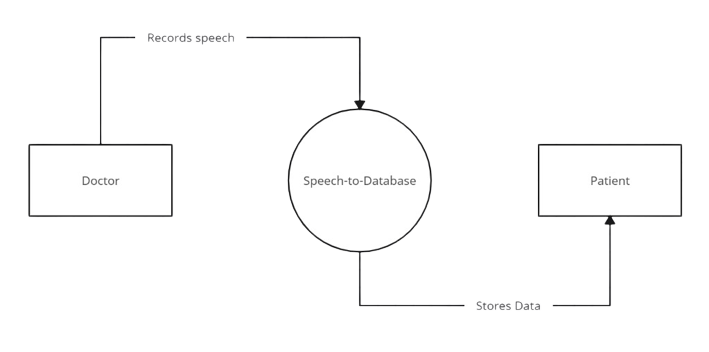 Records speech
Doctor
Speech-to-Database
Patient
Stores Data